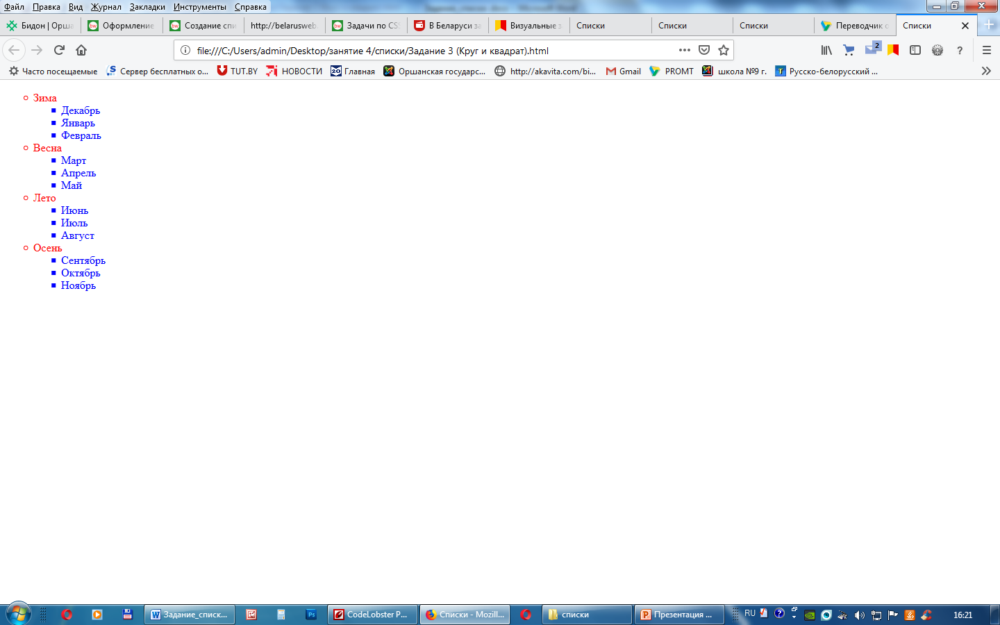 Файл Правка Вид Журнал Закладки Инструменты Справка
Бидон | Орша Оформление Создание спи http://belarusweb. Задачи по CSS В Беларуси за Визуальные Списки Списки Списки Переводчик Списки
file:///C:/Users/admin/Desktop/занятие 4/списки/Задание 3 (Круг и квадрат).html 2
Часто посещаемые Сервер бесплатных о... TUT.BY НОВОСТИ 20 Главная Оршанская государс... http://akavita.com/bi... Gmail PROMT школа №9 г. Русско-белорусский ...
Зима
Декабрь
Январь
Февраль
Весна
Март
Апрель
Май
Лето
Июнь
Июль
Август
Осень
Сентябрь
Октябрь
Ноябрь
Задание_списк... CodeLobster P... Списки - Mozill... списки Презентация ... RU 16:21